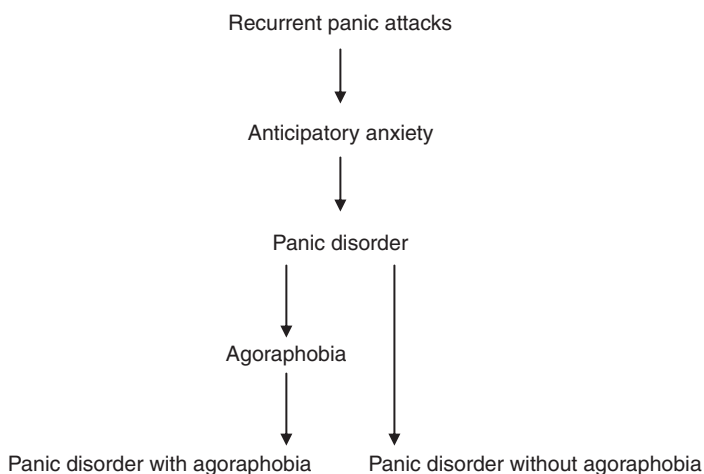 Recurrent panic attacks
Anticipatory anxiety
Panic disorder
Agoraphobia
Panic disorder with agoraphobia
Panic disorder without agoraphobia